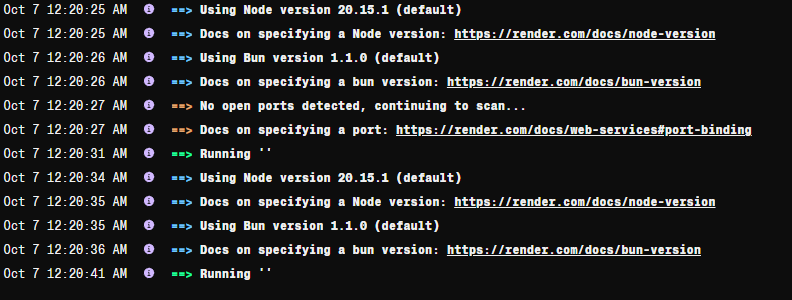 Oct 7 12:20:25 AM ==> Using Node version 20.15.1 (default)
Oct 7 12:20:25 AM ==> Docs on specifying a Node version: https://render.com/docs/node-version
Oct 7 12:20:26 AM ==> Using Bun version 1.1.0 (default)
Oct 7 12:20:26 AM ==> Docs on specifying a bun version: https://render.com/docs/bun-version
Oct 7 12:20:27 AM ==> No open ports detected, continuing to scan...
Oct 7 12:20:27 AM ==> Docs on specifying a port: https://render.com/docs/web-services#port-binding
Oct 7 12:20:31 AM ==> Running ''
Oct 7 12:20:34 AM ==> Using Node version 20.15.1 (default)
Oct 7 12:20:35 AM ==> Docs on specifying a Node version: https://render.com/docs/node-version
Oct 7 12:20:35 AM ==> Using Bun version 1.1.0 (default)
Oct 7 12:20:36 AM ==> Docs on specifying a bun version: https://render.com/docs/bun-version
Oct 7 12:20:41 AM ==> Running ''